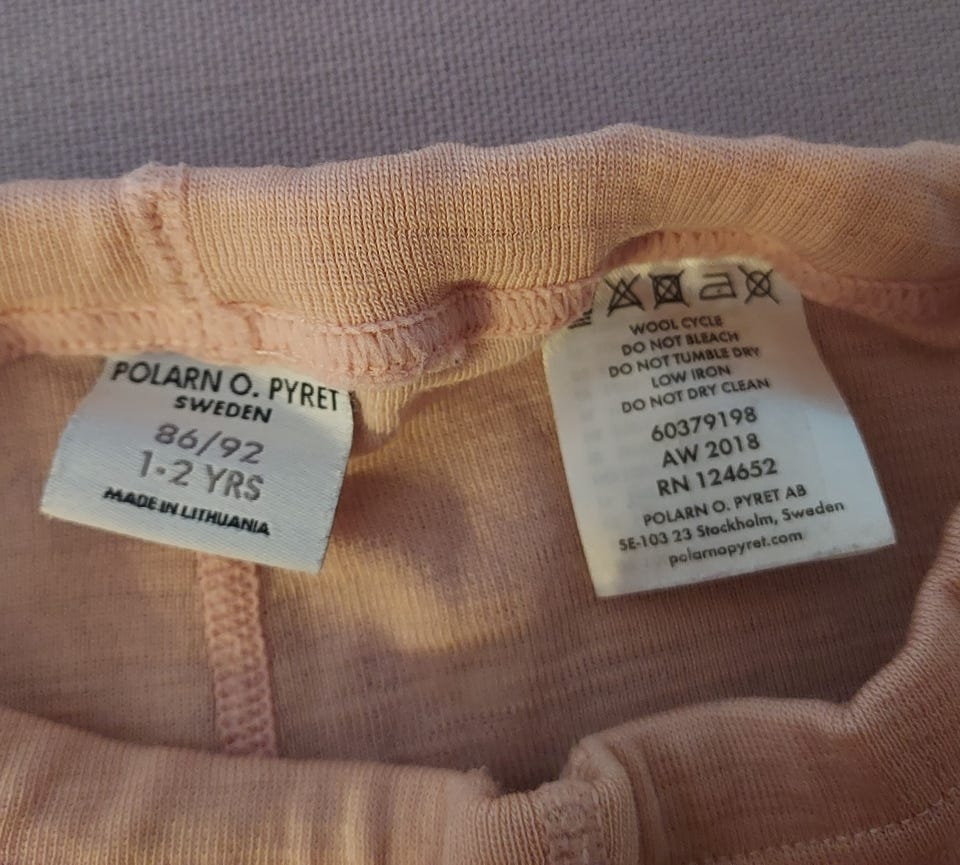 POLARN O. PYRET
SWEDEN
86/92
1-2 YRS
MADE IN LITHUANIA
WOOL CYCLE
DO NOT BLEACH
DO NOT TUMBLE DRY
LOW IRON
DO NOT DRY CLEAN
60379198
AW 2018
RN 124652
POLARN O. PYRET AB
SE-103 23 Stockholm, Sweden
polarnopyret.com